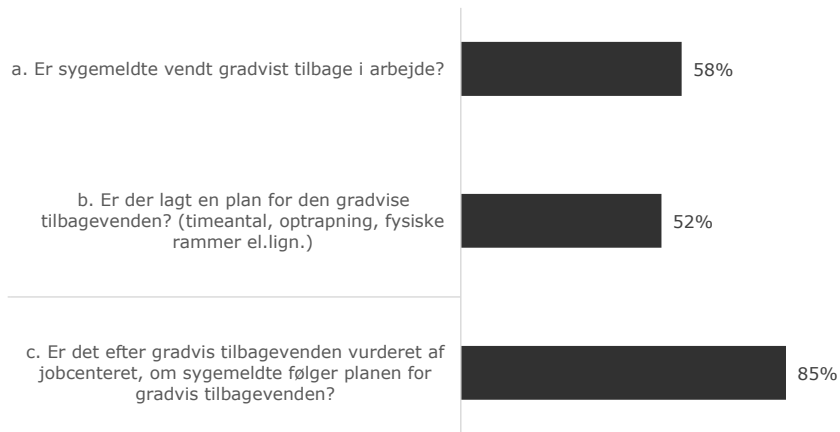 a. Er sygemeldte vendt gradvist tilbage i arbejde?
58%
b. Er der lagt en plan for den gradvise
tilbagevenden? (timeantal, optrapning, fysiske
rammer el.lign.)
52%
c. Er det efter gradvis tilbagevenden vurderet af
jobcenteret, om sygemeldte følger planen for
gradvis tilbagevenden?
85%